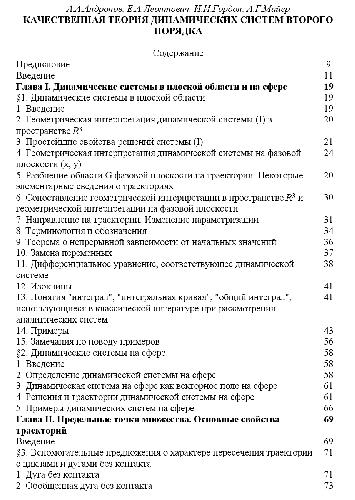 А.А.Андронов, Е.А.Леонтович, И.И.Гордон, А.Г.Майер
КАЧЕСТВЕННАЯ ТЕОРИЯ ДИНАМИЧЕСКИХ СИСТЕМ ВТОРОГО
ПОРЯДКА
Содержание
Предисловие 9
Введение 11
Глава I. Динамические системы в плоской области и на сфере 19
§1. Динамические системы в плоской области 19
1. Введение 19
2. Геометрическая интерпретация динамической системы (I) в 20
пространстве R³
3. Простейшие свойства решений системы (I) 21
4. Геометрическая интерпретация динамической системы на фазовой 24
плоскости (x, y)
5. Разбиение области G фазовой плоскости на траектории. Некоторые 20
элементарные сведения о траекториях
6. Сопоставление геометрической интерпретации в пространстве R³ и 30
геометрической интерпретации на фазовой плоскости
7. Направление на траектории. Изменение параметризации 31
8. Терминология и обозначения 34
9. Теорема о непрерывной зависимости от начальных значений 36
10. Замена переменных 37
11. Дифференциальное уравнение, соответствующее динамической 38
системе
12. Изоклины 41
13. Понятия "интеграл", "интегральная кривая", "общий интеграл", 41
использующиеся в классической литературе при рассмотрении
аналитических систем
14. Примеры 43
15. Замечания по поводу примеров 56
§2. Динамические системы на сфере 58
1. Введение 58
2. Определение динамической системы на сфере 58
3. Динамическая система на сфере как векторное поле на сфере 61
4. Решения и траектории динамической системы на сфере 61
5. Примеры динамических систем на сфере 66
Глава II. Предельные точки множества. Основные свойства 69
траекторий
Введение 69
§3. Вспомогательные предложения о характере пересечения траектории 71
с циклами и дугами без контакта
1. Дуга без контакта 71
2. Сообщенная дуга без контакта 73